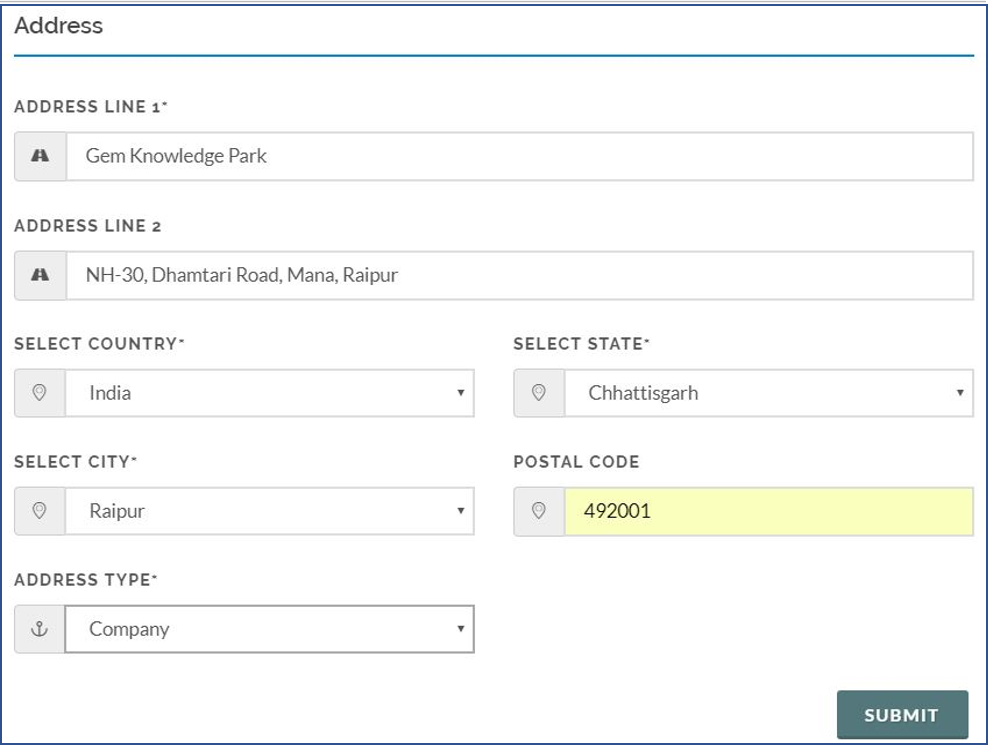 Address
ADDRESS LINE 1*
Gem Knowledge Park
ADDRESS LINE 2
NH-30, Dhamtari Road, Mana, Raipur
SELECT COUNTRY*
India
SELECT STATE*
Chhattisgarh
SELECT CITY*
Raipur
POSTAL CODE
492001
ADDRESS TYPE*
Company
SUBMIT